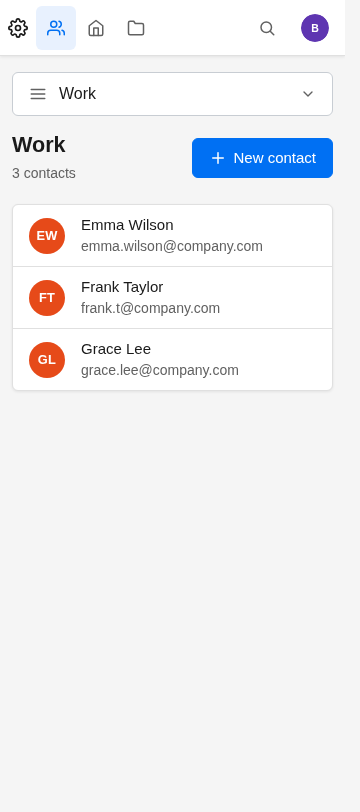 B
Work
Work
3 contacts
New contact
EW
Emma Wilson
emma.wilson@company.com
FT
Frank Taylor
frank.t@company.com
GL
Grace Lee
grace.lee@company.com